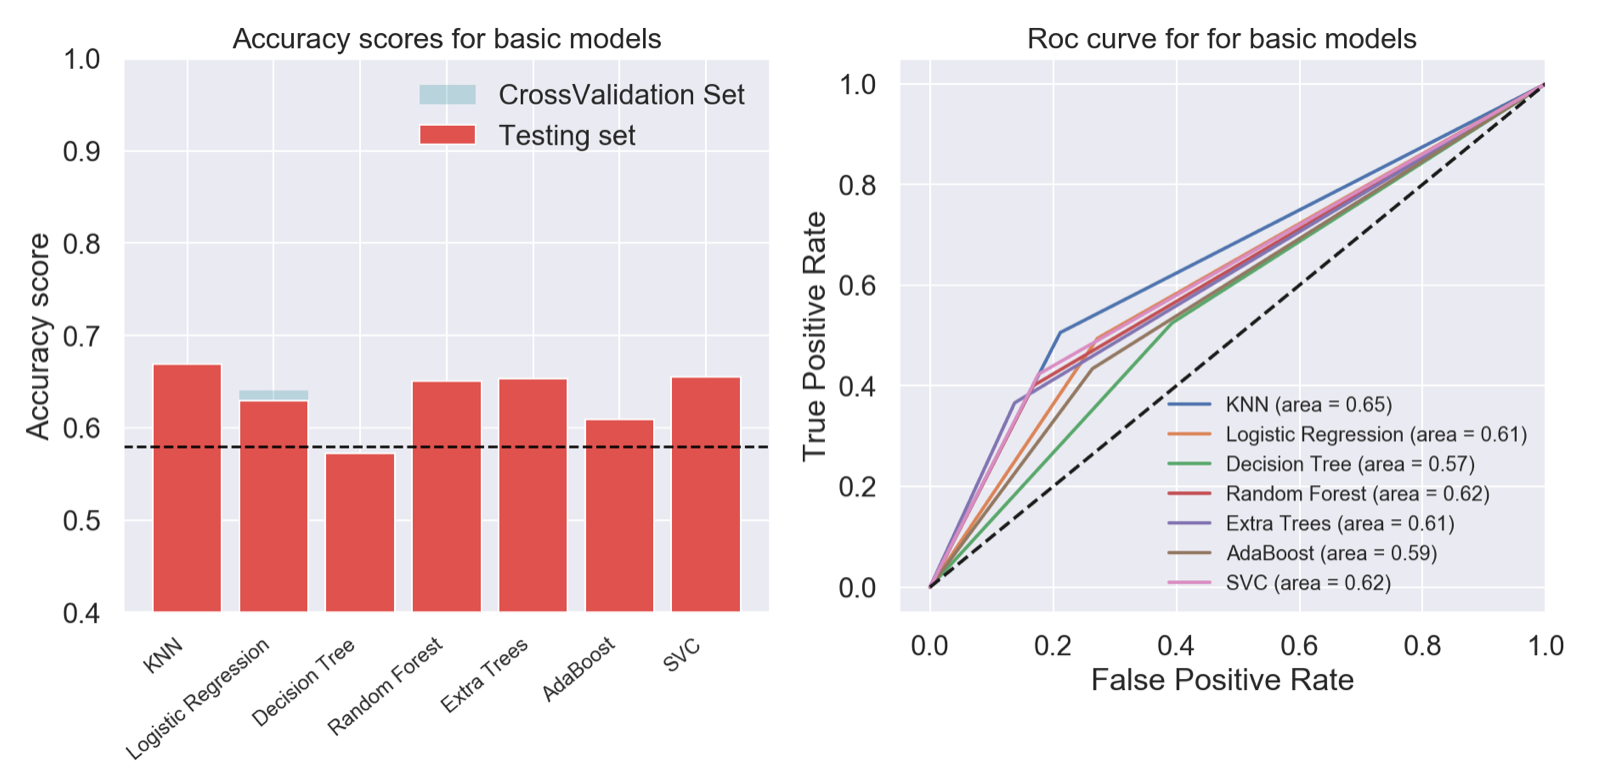 Accuracy scores for basic models
1.0
0.9
0.8
0.7
0.6
0.5
0.4
Accuracy score
CrossValidation Set
Testing set
KNN
Logistic Regression
Decision Tree
Random Forest
Extra Trees
AdaBoost
SVC
Roc curve for for basic models
1.0
0.8
0.6
0.4
0.2
0.0
True Positive Rate
KNN (area = 0.65)
Logistic Regression (area = 0.61)
Decision Tree (area = 0.57)
Random Forest (area = 0.62)
Extra Trees (area = 0.61)
AdaBoost (area = 0.59)
SVC (area = 0.62)
0.0 0.2 0.4 0.6 0.8 1.0
False Positive Rate